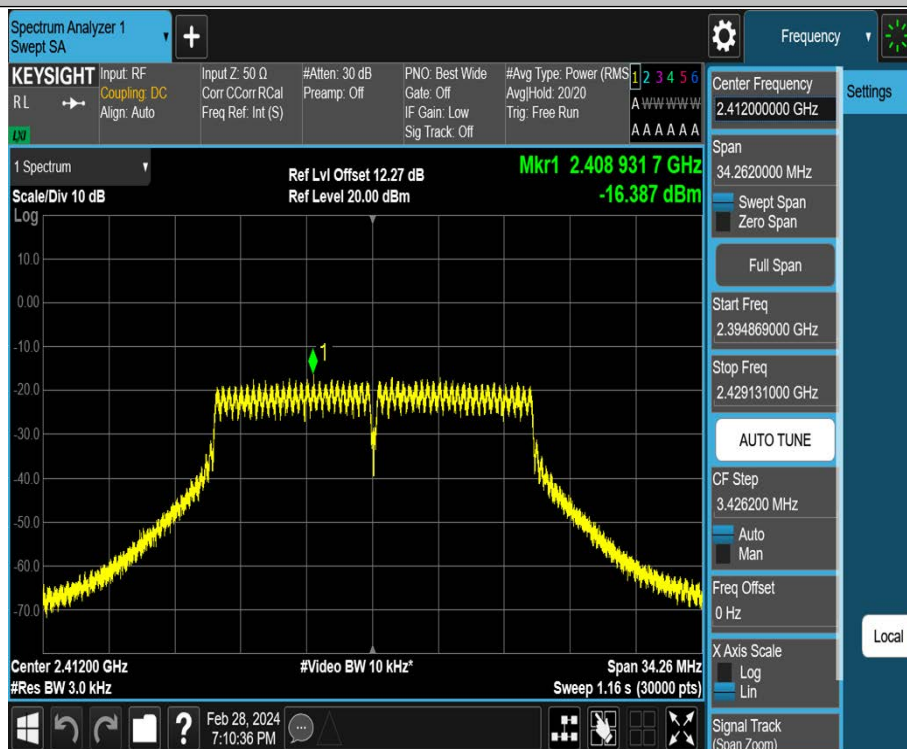 Spectrum Analyzer 1
Swept SA
Frequency
KEYSIGHT
RL
LXI
Input: RF
Coupling: DC
Align: Auto
Input Z: 50 Ω
Corr CCorr RCal
Freq Ref: Int (S)
#Atten: 30 dB
Preamp: Off
PNO: Best Wide
Gate: Off
IF Gain: Low
Sig Track: Off
#Avg Type: Power (RMS
Avg|Hold: 20/20
Trig: Free Run
1 2 3 4 5 6
A W W W W W
A A A A A A
1 Spectrum
Scale/Div 10 dB
Ref Lvl Offset 12.27 dB
Ref Level 20.00 dBm
Mkr1 2.408 931 7 GHz
-16.387 dBm
Log
10.0
0.00
-10.0
-20.0
-30.0
-40.0
-50.0
-60.0
-70.0
1
Center 2.41200 GHz
#Res BW 3.0 kHz
#Video BW 10 kHz*
Span 34.26 MHz
Sweep 1.16 s (30000 pts)
Feb 28, 2024
7:10:36 PM
Center Frequency
2.412000000 GHz
Span
34.2620000 MHz
Swept Span
Zero Span
Full Span
Start Freq
2.394869000 GHz
Stop Freq
2.429131000 GHz
AUTO TUNE
CF Step
3.426200 MHz
Auto
Man
Freq Offset
0 Hz
X Axis Scale
Log
Lin
Signal Track
(Span Zoom)
Settings
Local